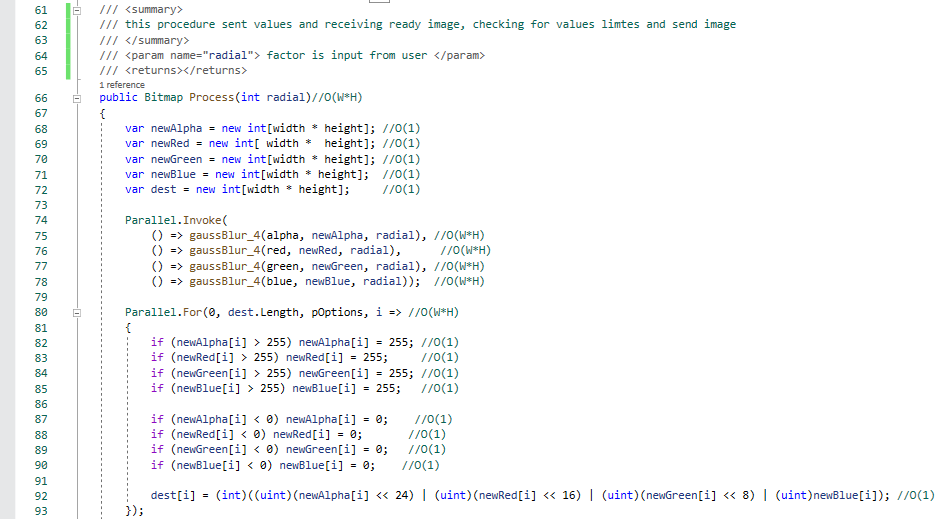 61 /// <summary>
62 /// this procedure sent values and receiving ready image, checking for values limtes and send image
63 /// </summary>
64 /// <param name="radial"> factor is input from user </param>
65 /// <returns></returns>
1 reference
66 public Bitmap Process(int radial)//O(W*H)
67 {
68 var newAlpha = new int[width * height]; //O(1)
69 var newRed = new int[ width *  height]; //O(1)
70 var newGreen = new int[width * height]; //O(1)
71 var newBlue = new int[width * height];  //O(1)
72 var dest = new int[width * height];     //O(1)
73
74 Parallel.Invoke(
75 () => gaussBlur_4(alpha, newAlpha, radial), //O(W*H)
76 () => gaussBlur_4(red, newRed, radial),      //O(W*H)
77 () => gaussBlur_4(green, newGreen, radial), //O(W*H)
78 () => gaussBlur_4(blue, newBlue, radial));  //O(W*H)
79
80 Parallel.For(0, dest.Length, pOptions, i => //O(W*H)
81 {
82 if (newAlpha[i] > 255) newAlpha[i] = 255; //O(1)
83 if (newRed[i] > 255) newRed[i] = 255;     //O(1)
84 if (newGreen[i] > 255) newGreen[i] = 255; //O(1)
85 if (newBlue[i] > 255) newBlue[i] = 255;   //O(1)
86
87 if (newAlpha[i] < 0) newAlpha[i] = 0;    //O(1)
88 if (newRed[i] < 0) newRed[i] = 0;       //O(1)
89 if (newGreen[i] < 0) newGreen[i] = 0;   //O(1)
90 if (newBlue[i] < 0) newBlue[i] = 0;    //O(1)
91
92 dest[i] = (int)((uint)(newAlpha[i] << 24) | (uint)(newRed[i] << 16) | (uint)(newGreen[i] << 8) | (uint)newBlue[i]); //O(1)
93 });